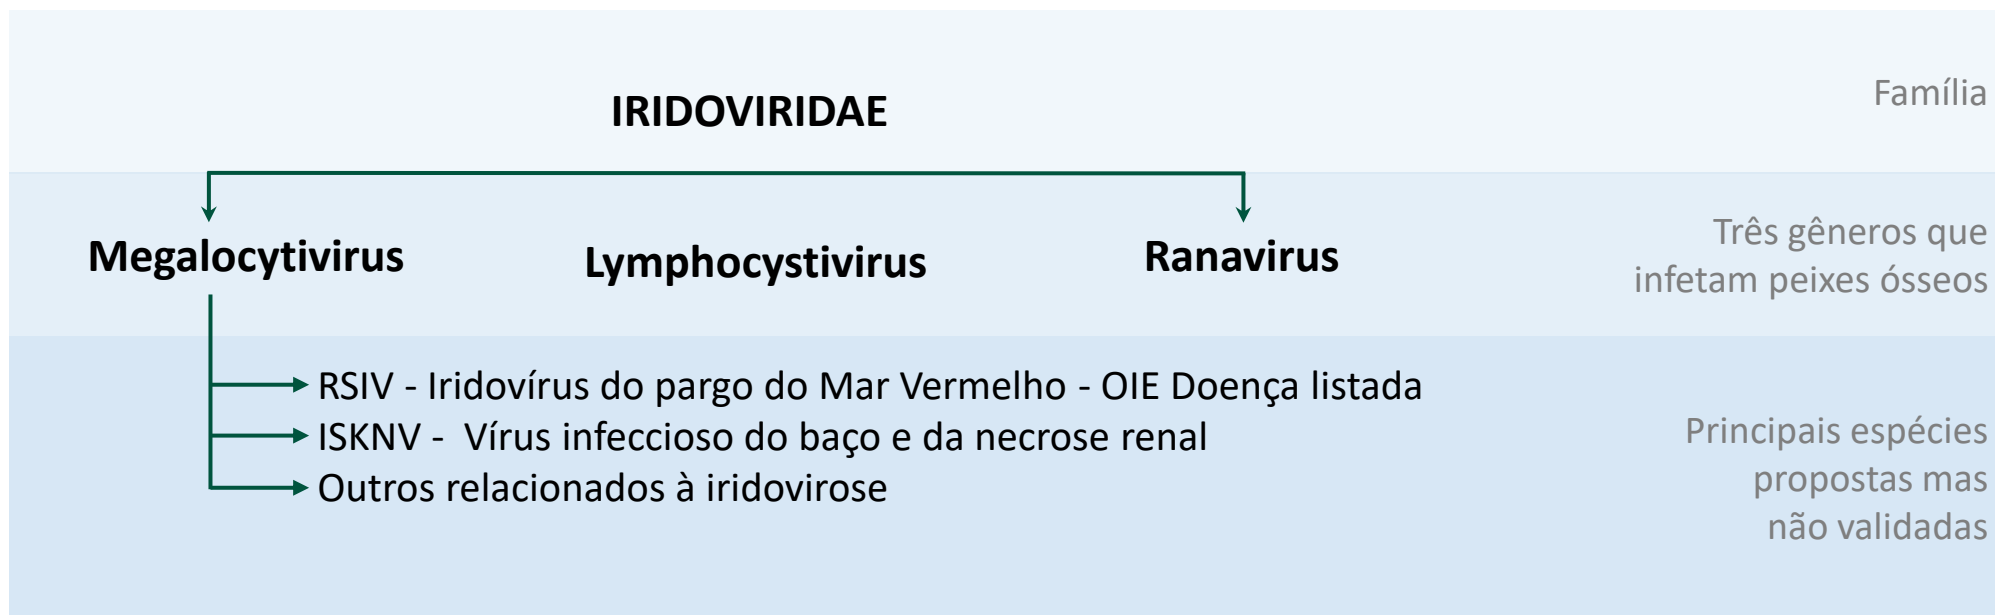 IRIDOVIRIDAE
Família
Megalocytivirus
Lymphocystivirus
Ranavirus
Três gêneros que
infetam peixes ósseos
RSIV - Iridovírus do pargo do Mar Vermelho - OIE Doença listada
ISKNV - Vírus infeccioso do baço e da necrose renal
Outros relacionados à iridovirose
Principais espécies
propostas mas
não validadas